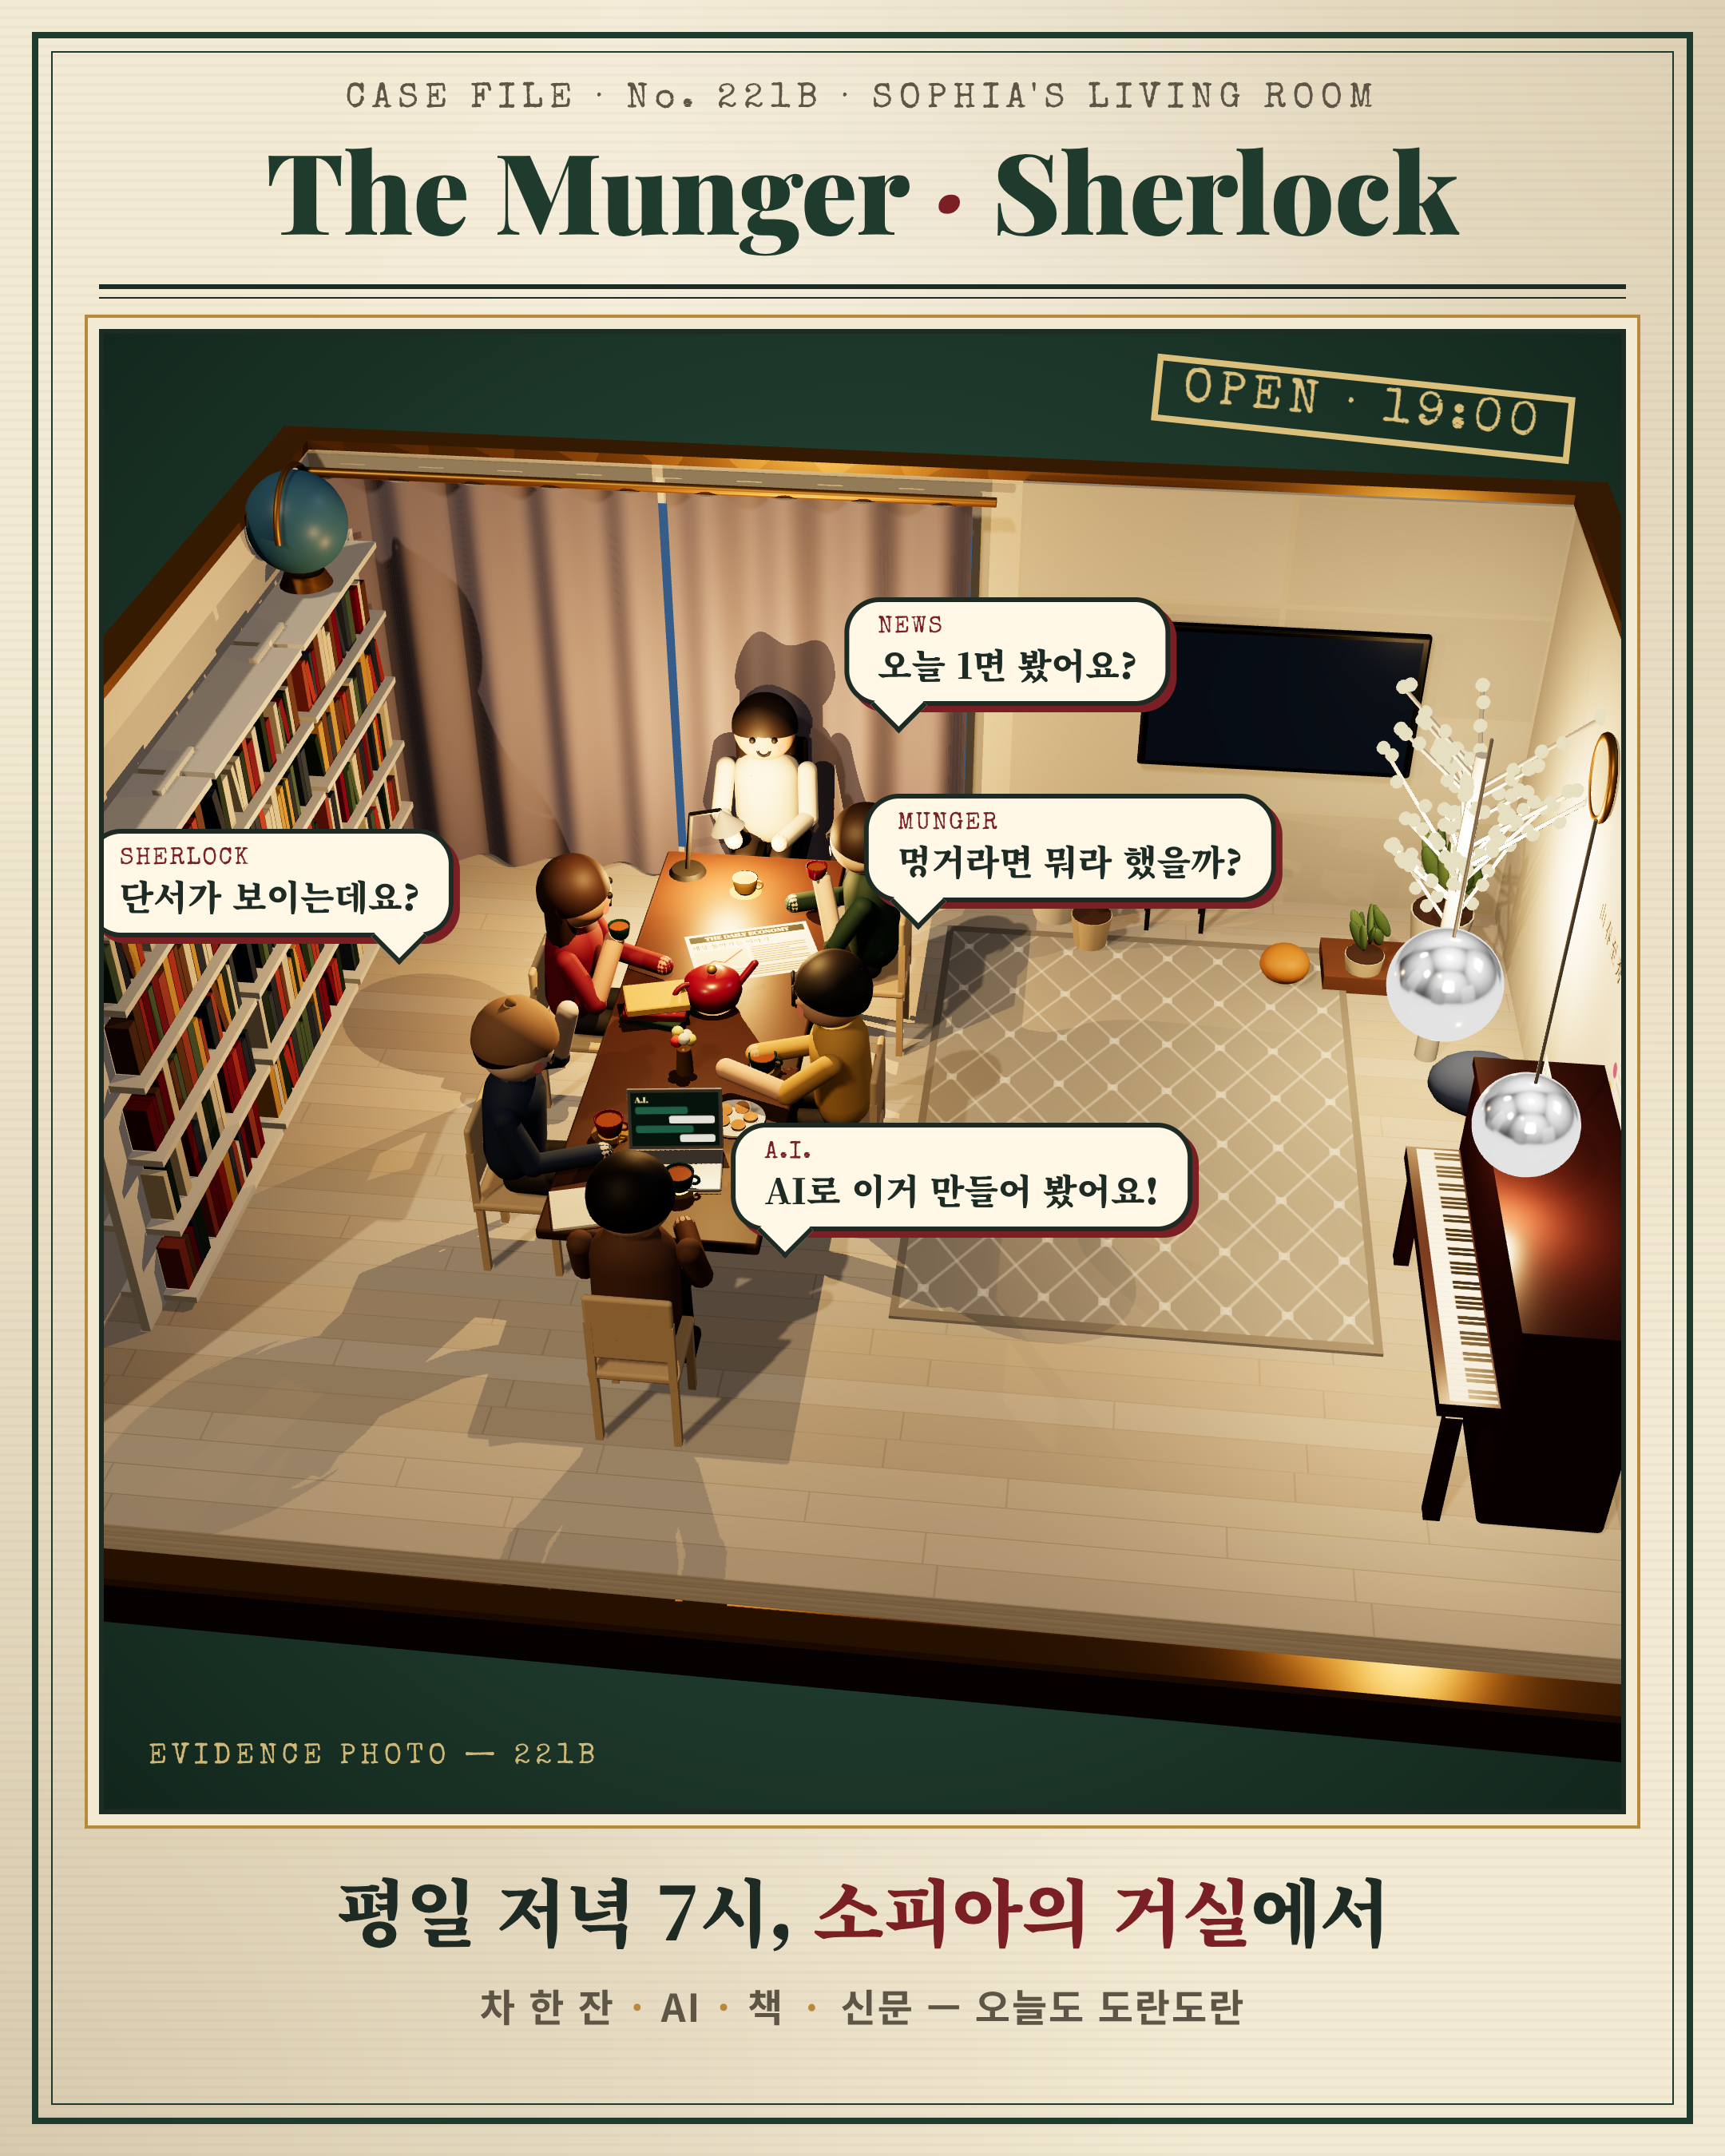 CASE FILE · No. 221B · SOPHIA'S LIVING ROOM
The Munger · Sherlock
OPEN · 19:00
NEWS
오늘 1면 봤어요?
MUNGER
멍거라면 뭐라 했을까?
SHERLOCK
단서가 보이는데요?
THE DAILY ECONOMY
A.I.
A.I.
AI로 이거 만들어 봤어요!
EVIDENCE PHOTO — 221B
평일 저녁 7시, 소피아의 거실에서
차 한 잔 · AI · 책 · 신문 — 오늘도 도란도란